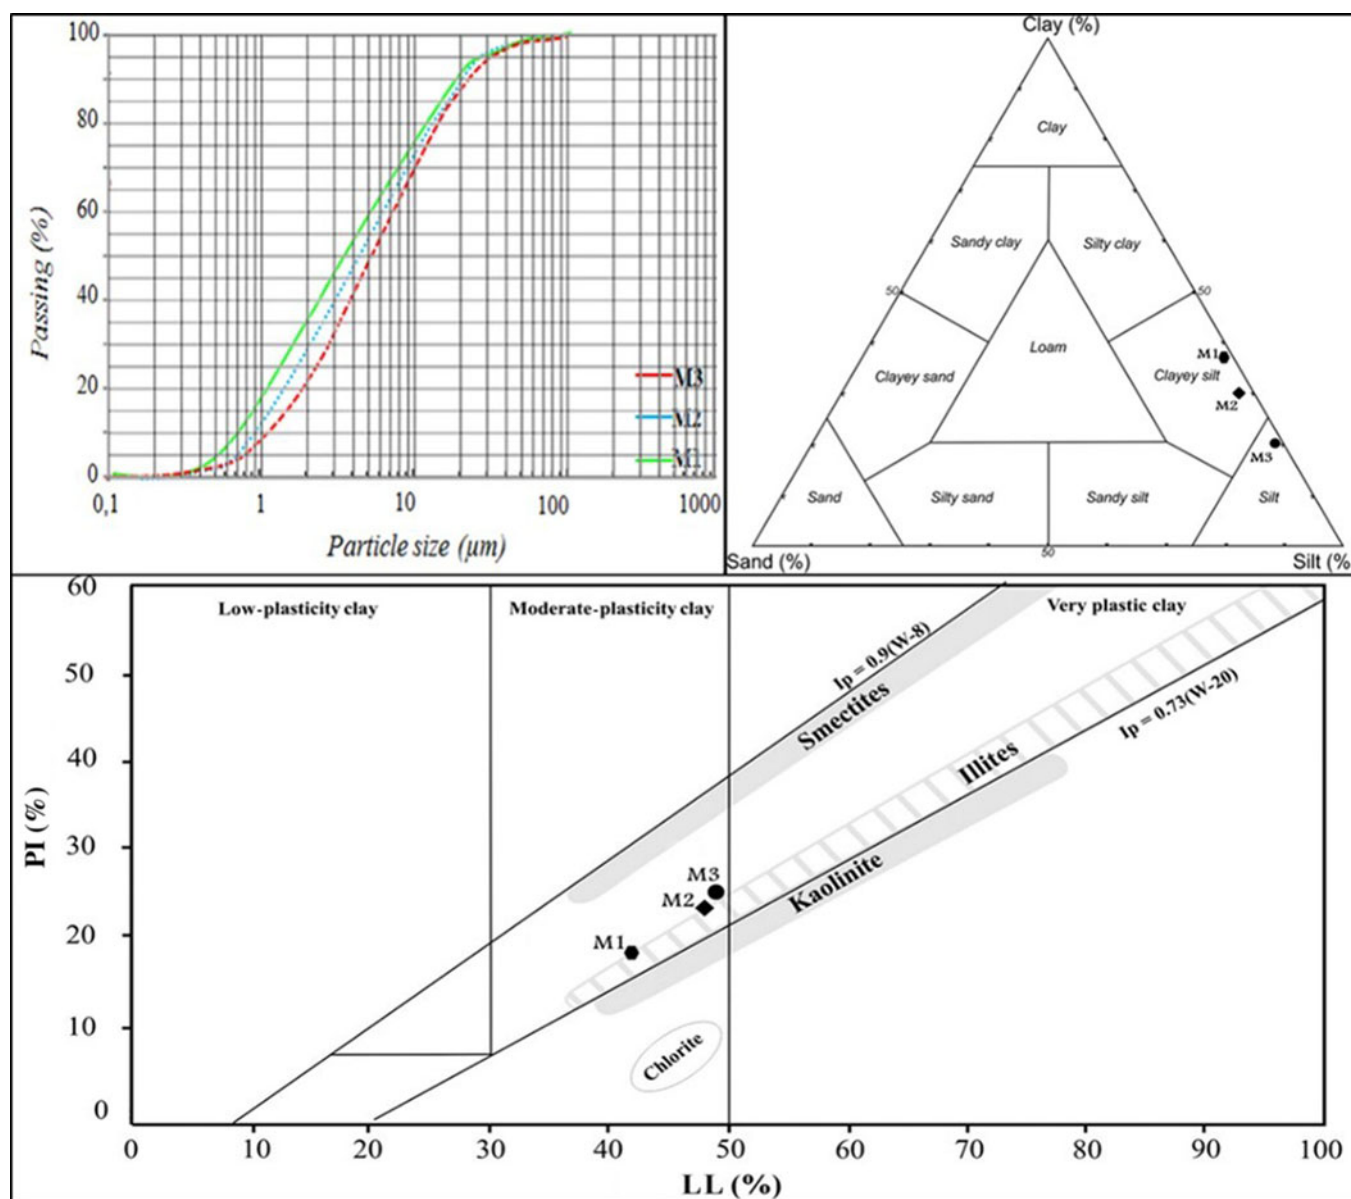 100
80
60
40
20
0
Passing (%)
M3
M2
M1
0,1 1 10 100 1000
Particle size (µm)
Clay (%)
Clay
Sandy clay
Silty clay
50
50
Loam
M1
Clayey sand
Clayey silt
M2
M3
Sand
Silty sand
Sandy silt
Silt
50
Sand (%)
Silt (%
60
50
40
30
20
10
0
PI (%)
Low-plasticity clay
Moderate-plasticity clay
Very plastic clay
Ip = 0.9(W-8)
Smectites
Ip = 0.73(W-20)
Illites
Kaolinite
M3
M2
M1
Chlorite
0 10 20 30 40 50 60 70 80 90 100
LL (%)